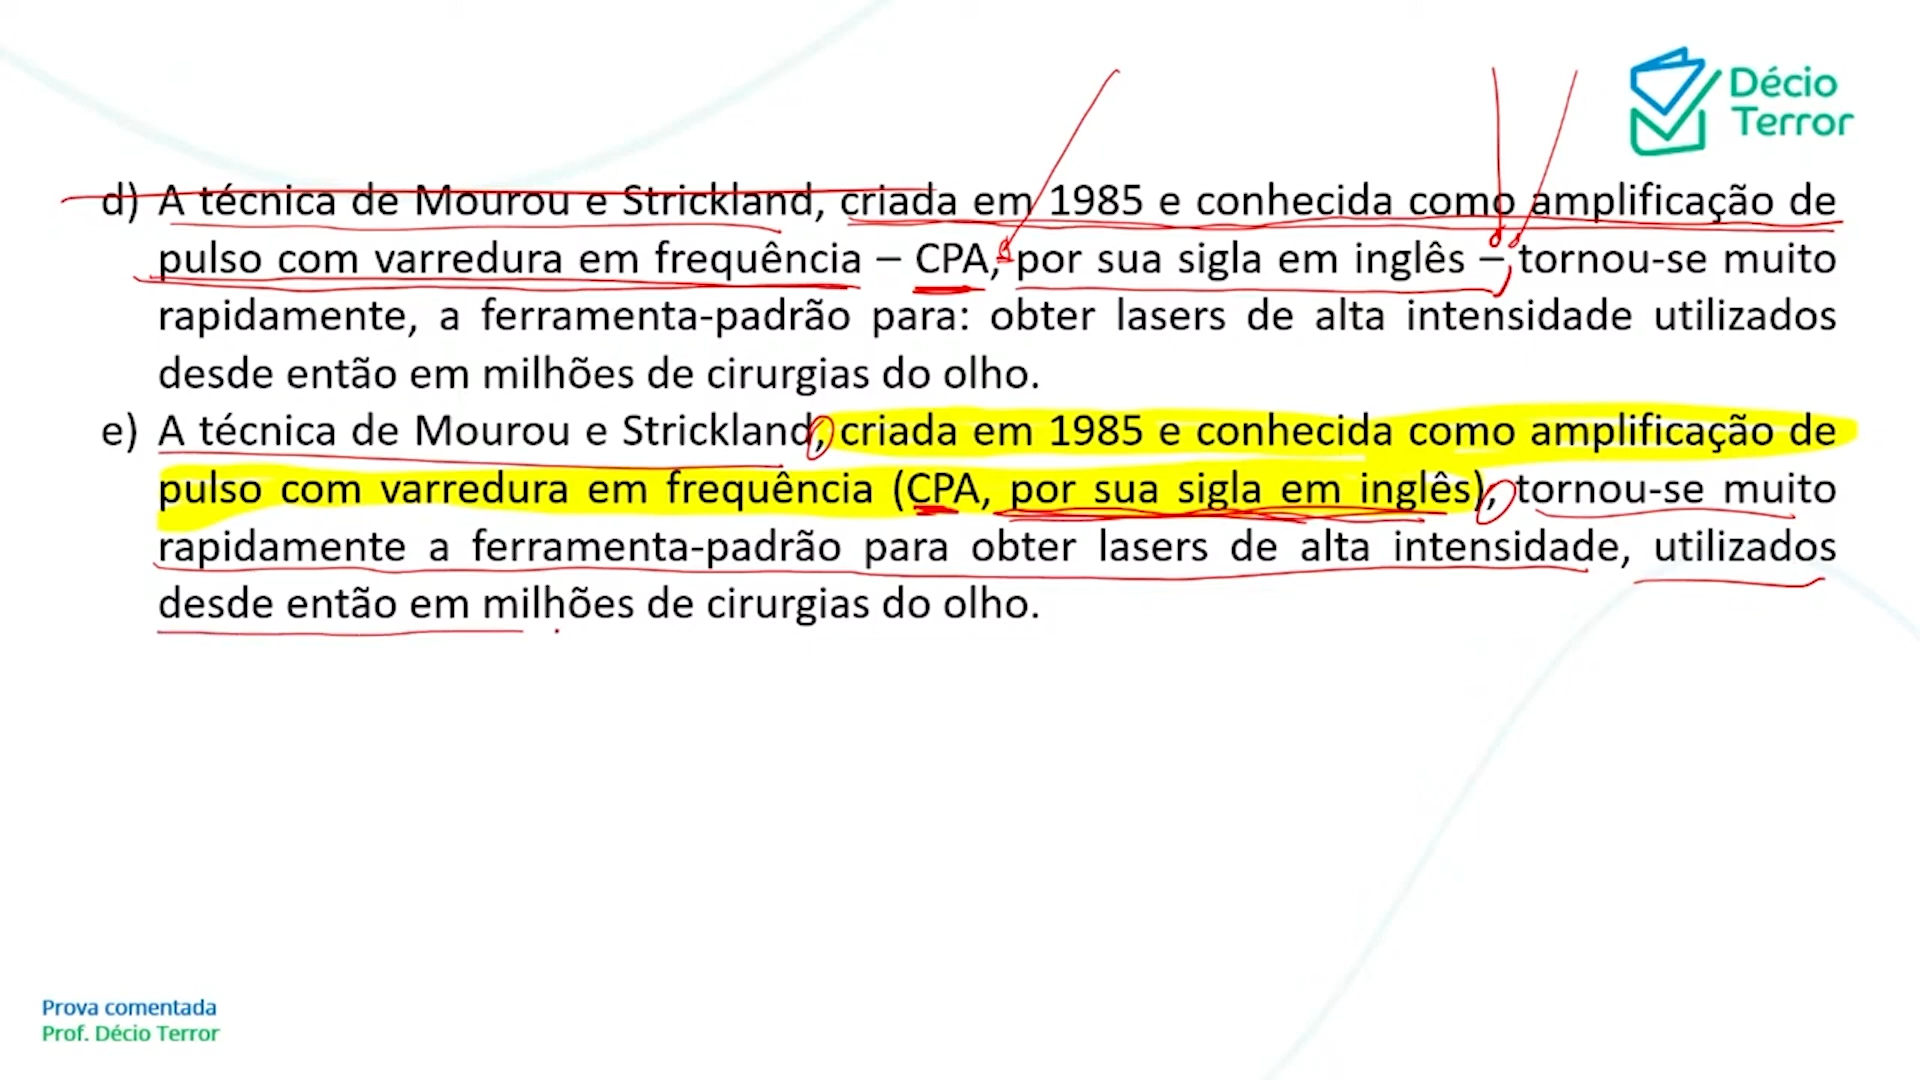 Décio
Terror
d) A técnica de Mourou e Strickland, criada em 1985 e conhecida como amplificação de
pulso com varredura em frequência – CPA, por sua sigla em inglês – tornou-se muito
rapidamente, a ferramenta-padrão para: obter lasers de alta intensidade utilizados
desde então em milhões de cirurgias do olho.
e) A técnica de Mourou e Strickland, criada em 1985 e conhecida como amplificação de
pulso com varredura em frequência (CPA, por sua sigla em inglês), tornou-se muito
rapidamente a ferramenta-padrão para obter lasers de alta intensidade, utilizados
desde então em milhões de cirurgias do olho.
Prova comentada
Prof. Décio Terror